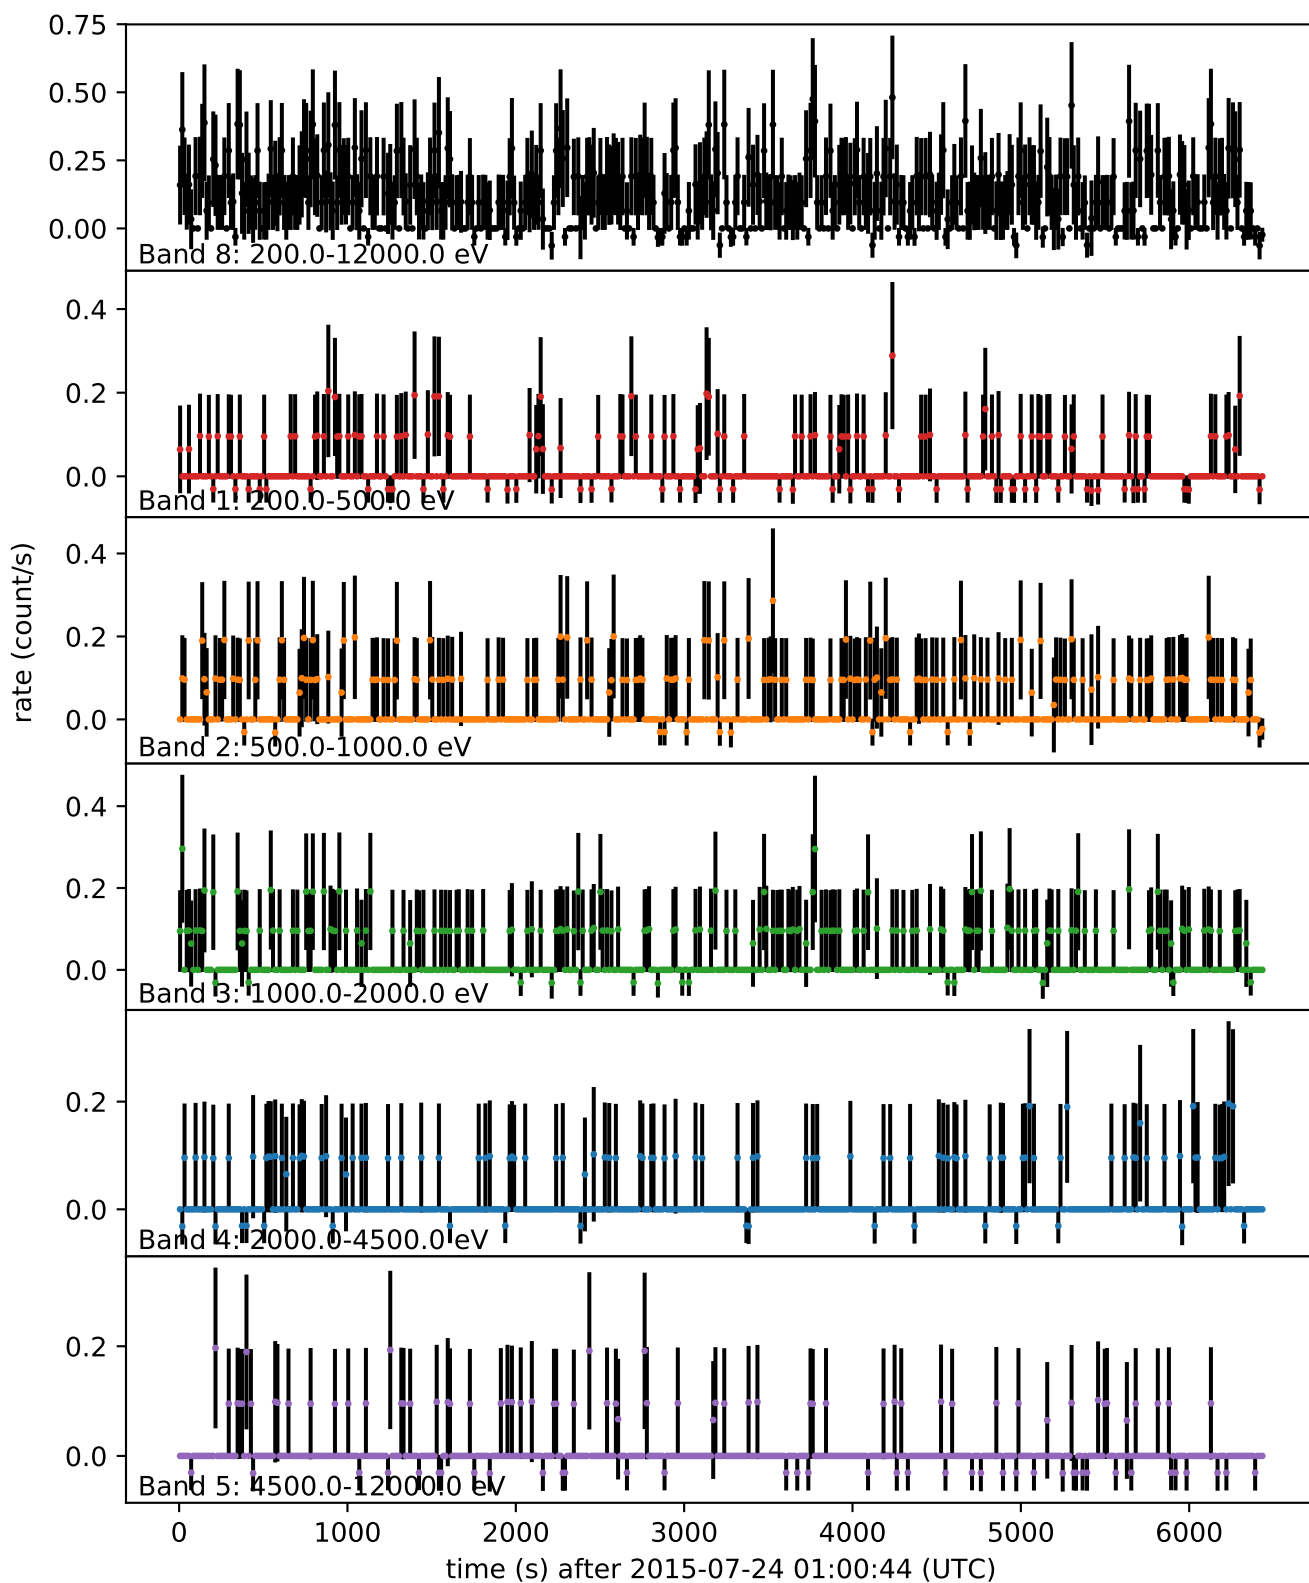 0.75
0.50
0.25
0.00
Band 8: 200.0-12000.0 eV
0.4
0.2
0.0
Band 1: 200.0-500.0 eV
rate (count/s)
0.4
0.2
0.0
Band 2: 500.0-1000.0 eV
0.4
0.2
0.0
Band 3: 1000.0-2000.0 eV
0.2
0.0
Band 4: 2000.0-4500.0 eV
0.2
0.0
Band 5: 4500.0-12000.0 eV
0 1000 2000 3000 4000 5000 6000
time (s) after 2015-07-24 01:00:44 (UTC)